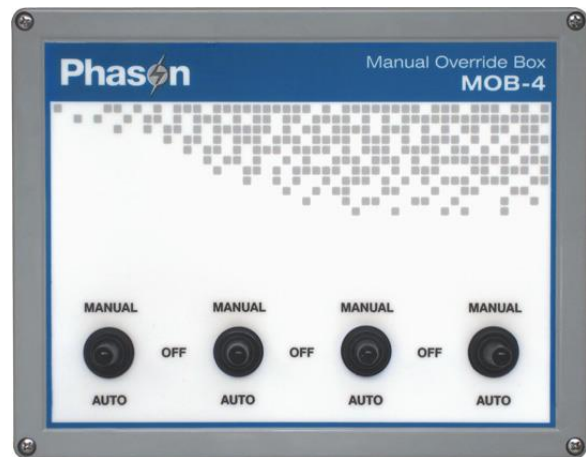 Phason
Manual Override Box
MOB-4
MANUAL MANUAL MANUAL MANUAL
OFF OFF OFF
AUTO AUTO AUTO AUTO